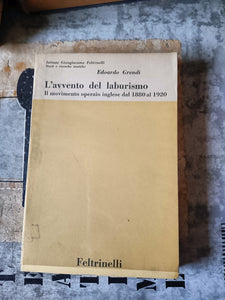 Istituto Giangiacomo Feltrinelli
Studi e ricerche storiche
Edoardo Grendi
L'avvento del laburismo
Il movimento operaio inglese dal 1880 al 1920
Feltrinelli